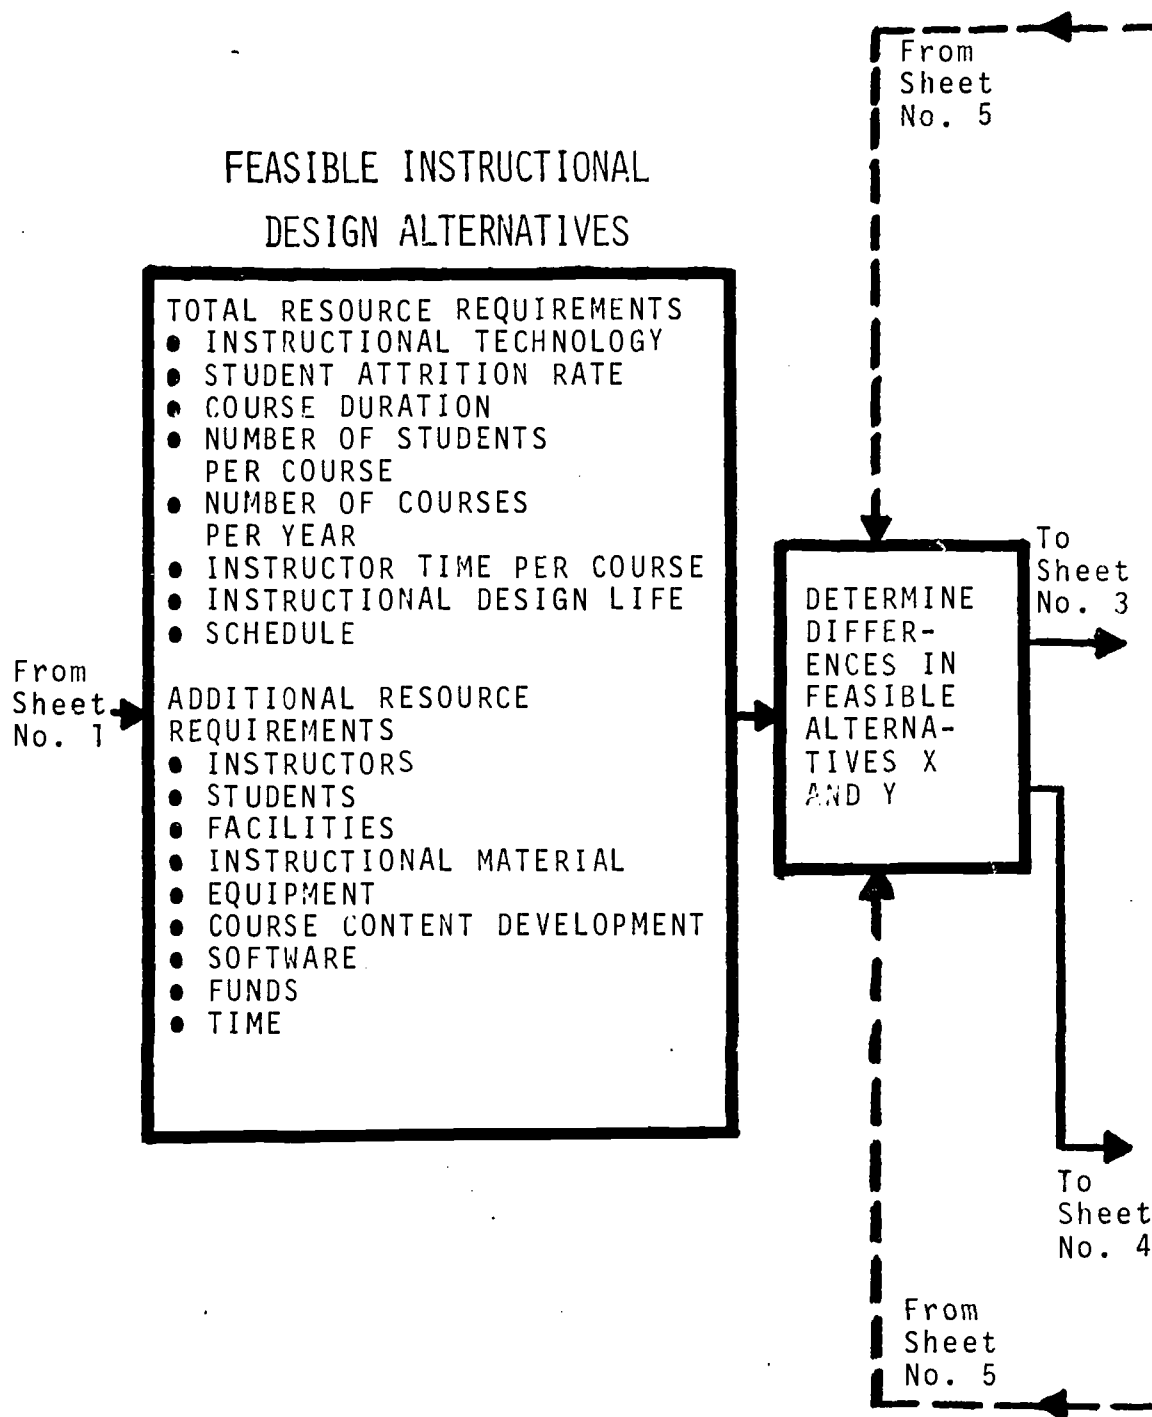 From
Sheet
No. 5
FEASIBLE INSTRUCTIONAL
DESIGN ALTERNATIVES
TOTAL RESOURCE REQUIREMENTS
• INSTRUCTIONAL TECHNOLOGY
• STUDENT ATTRITION RATE
• COURSE DURATION
• NUMBER OF STUDENTS
PER COURSE
• NUMBER OF COURSES
PER YEAR
• INSTRUCTOR TIME PER COURSE
• INSTRUCTIONAL DESIGN LIFE
• SCHEDULE
From
Sheet
No. 1
ADDITIONAL RESOURCE
REQUIREMENTS
• INSTRUCTORS
• STUDENTS
• FACILITIES
• INSTRUCTIONAL MATERIAL
• EQUIPMENT
• COURSE CONTENT DEVELOPMENT
• SOFTWARE
• FUNDS
• TIME
DETERMINE
DIFFER-
ENCES IN
FEASIBLE
ALTERNA-
TIVES X
AND Y
To
Sheet
No. 3
To
Sheet
No. 4
From
Sheet
No. 5